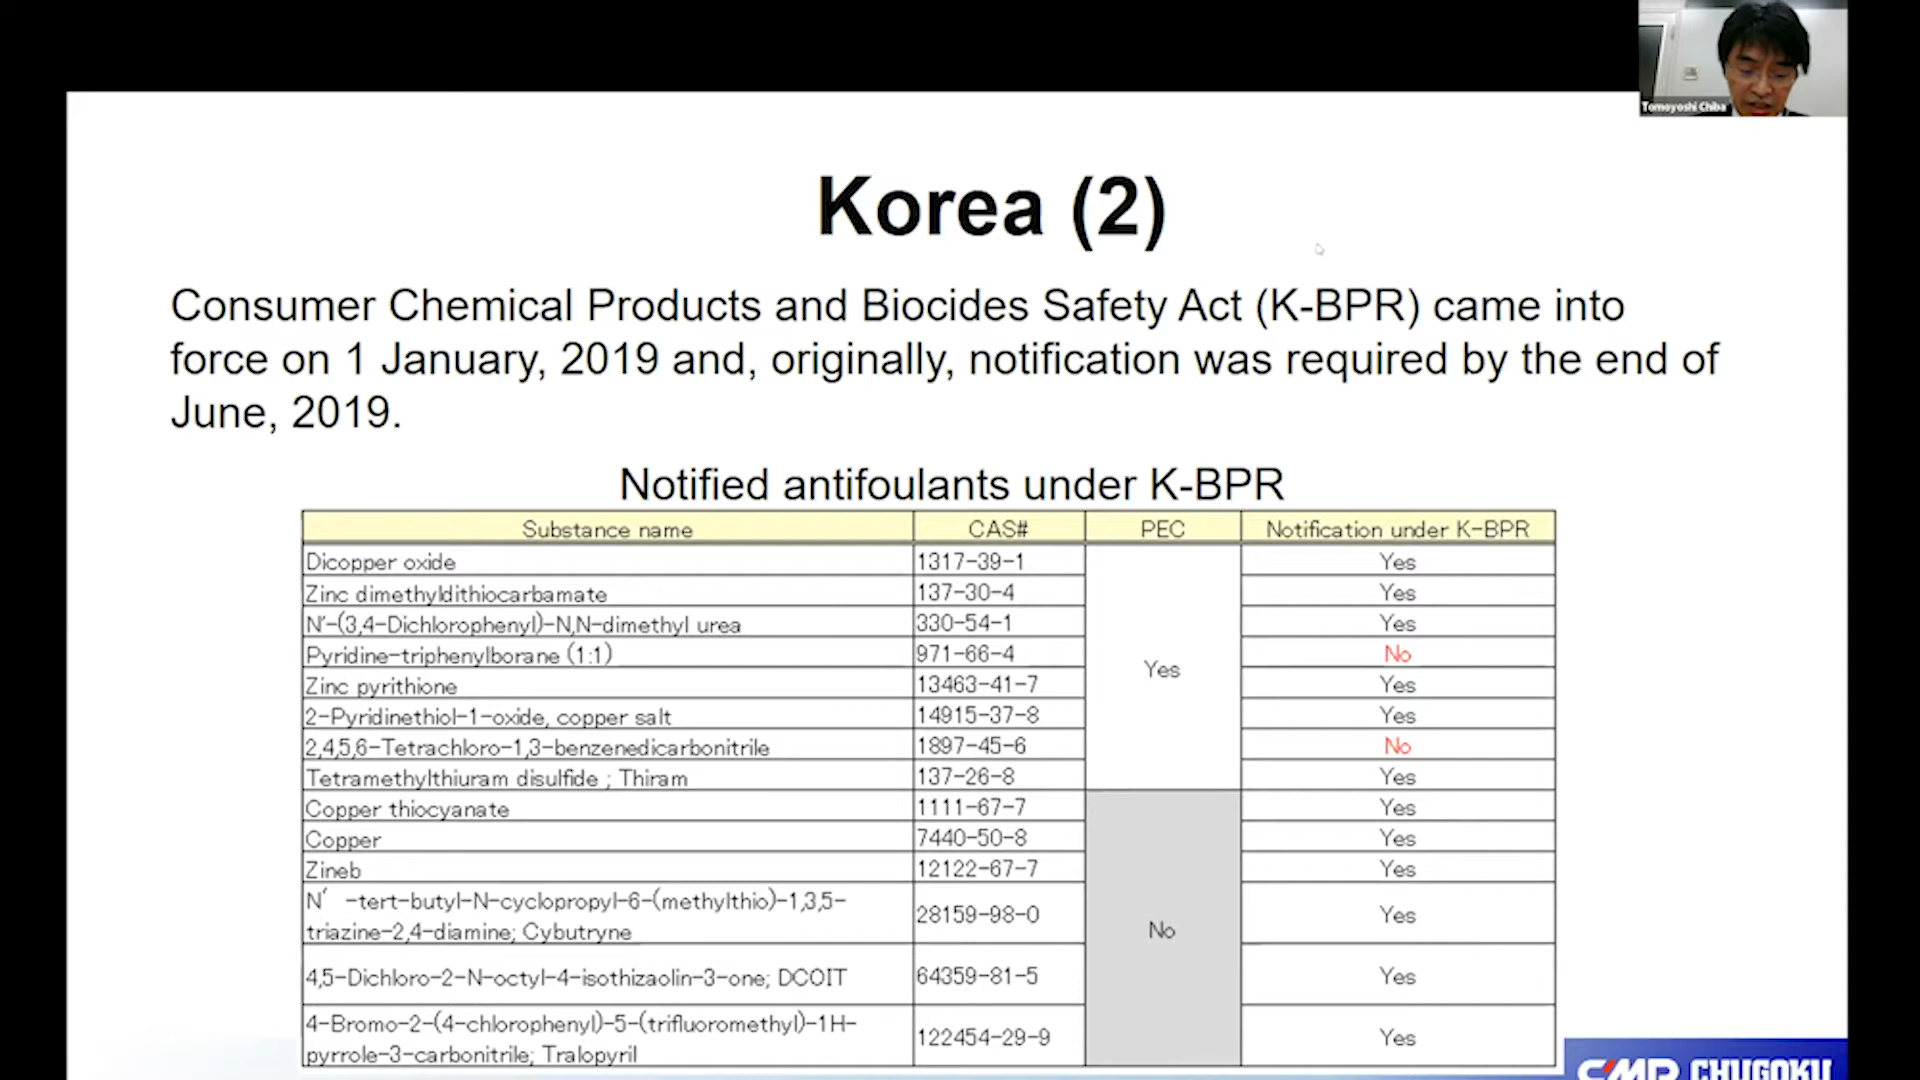 Tomoyoshi Chiba
Korea (2)
Consumer Chemical Products and Biocides Safety Act (K-BPR) came into
force on 1 January, 2019 and, originally, notification was required by the end of
June, 2019.
Notified antifoulants under K-BPR
Substance name CAS# PEC Notification under K-BPR
Dicopper oxide 1317-39-1 Yes
Zinc dimethyldithiocarbamate 137-30-4 Yes
N'-(3,4-Dichlorophenyl)-N,N-dimethyl urea 330-54-1 Yes
Pyridine-triphenylborane (1:1) 971-66-4 No
Yes
Zinc pyrithione 13463-41-7 Yes
2-Pyridinethiol-1-oxide, copper salt 14915-37-8 Yes
2,4,5,6-Tetrachloro-1,3-benzenedicarbonitrile 1897-45-6 No
Tetramethylthiuram disulfide ; Thiram 137-26-8 Yes
Copper thiocyanate 1111-67-7 Yes
Copper 7440-50-8 Yes
Zineb 12122-67-7 Yes
N′ -tert-butyl-N-cyclopropyl-6-(methylthio)-1,3,5-
triazine-2,4-diamine; Cybutryne 28159-98-0 Yes
No
4,5-Dichloro-2-N-octyl-4-isothizaolin-3-one; DCOIT 64359-81-5 Yes
4-Bromo-2-(4-chlorophenyl)-5-(trifluoromethyl)-1H-
pyrrole-3-carbonitrile; Tralopyril 122454-29-9 Yes
CMP CHUGOKU